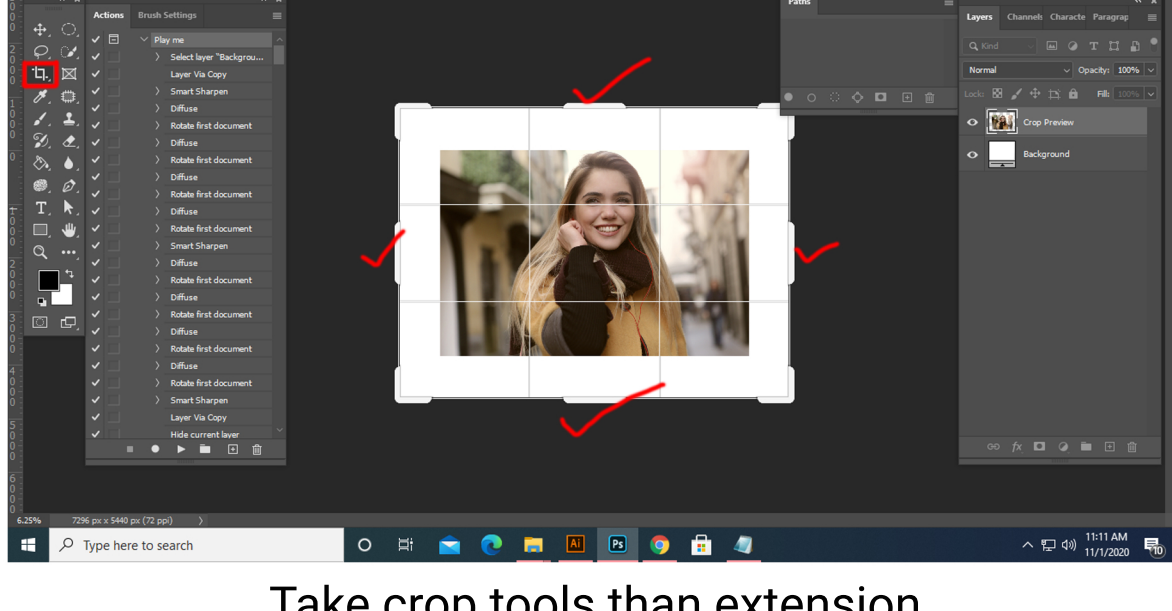 Actions
Brush Settings
Play me
Select layer "Backgrou...
Layer Via Copy
Smart Sharpen
Diffuse
Rotate first document
Diffuse
Rotate first document
Diffuse
Rotate first document
Diffuse
Rotate first document
Smart Sharpen
Diffuse
Rotate first document
Diffuse
Rotate first document
Diffuse
Rotate first document
Diffuse
Rotate first document
Smart Sharpen
Layer Via Copy
Hide current layer
Paths
Layers
Channels
Characte
Paragrap
Kind
Normal
Opacity: 100%
Lock:
Fill: 100%
Crop Preview
Background
6.25%
7296 px x 5440 px (72 ppi)
Type here to search
Ai
Ps
11:11 AM
11/1/2020
10
Take crop tools than extension